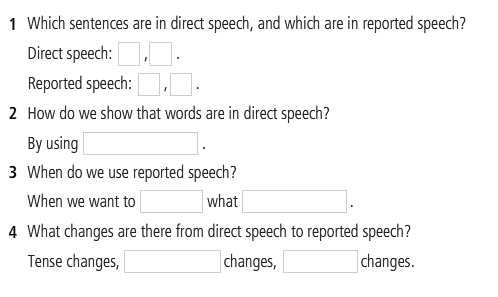 1 Which sentences are in direct speech, and which are in reported speech?
Direct speech: , .
Reported speech: , .
2 How do we show that words are in direct speech?
By using .
3 When do we use reported speech?
When we want to what .
4 What changes are there from direct speech to reported speech?
Tense changes, changes, changes.